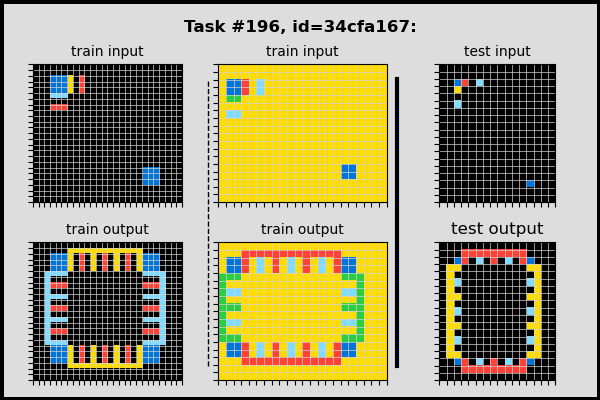 Task #196, id=34cfa167:
train input
train input
test input
train output
train output
test output